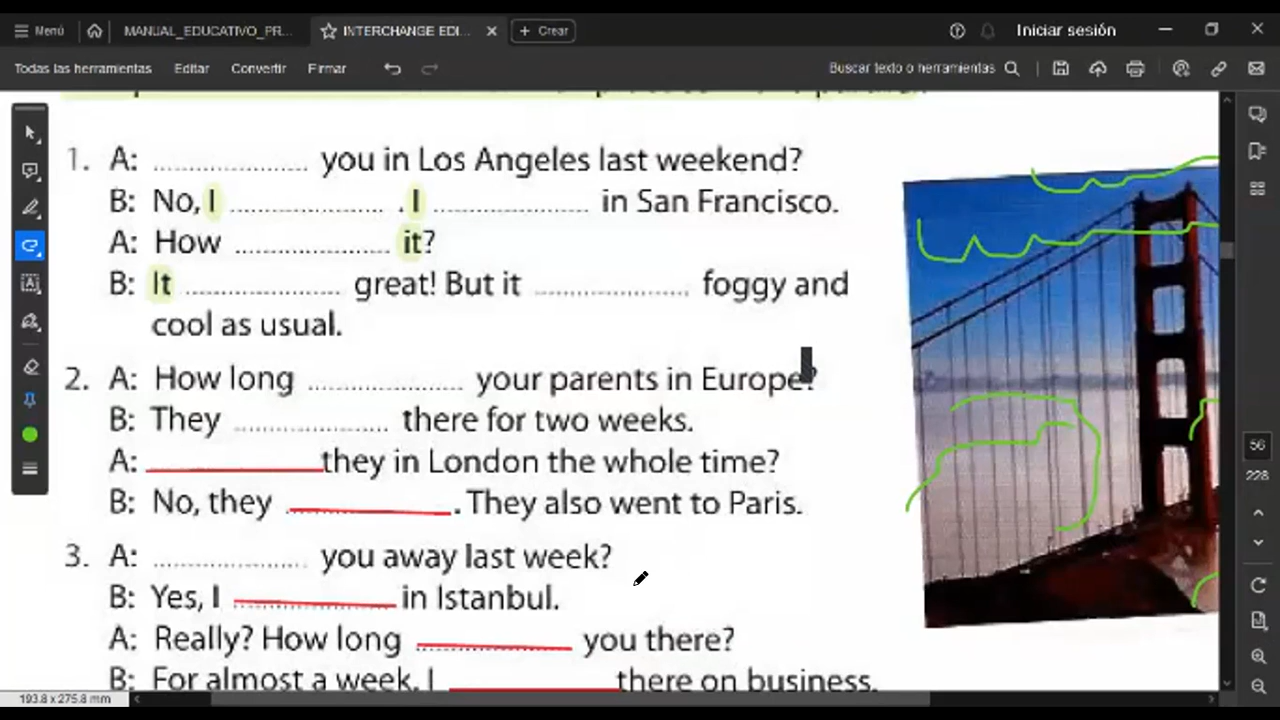 Menú
MANUAL_EDUCATIVO_PR...
INTERCHANGE EDI...
Crear
Iniciar sesión
Todas las herramientas
Editar
Convertir
Firmar
Buscar texto o herramientas
1. A: .................... you in Los Angeles last weekend?
B: No, I .................... . I .................... in San Francisco.
A: How .................... it?
B: It .................... great! But it .................... foggy and
cool as usual.
2. A: How long .................... your parents in Europe?
B: They .................... there for two weeks.
A: ____________ they in London the whole time?
B: No, they .................... . They also went to Paris.
3. A: .................... you away last week?
B: Yes, I .................... in Istanbul.
A: Really? How long .................... you there?
B: For almost a week. I ____________ there on business.
56
228
193.8 x 275.8 mm